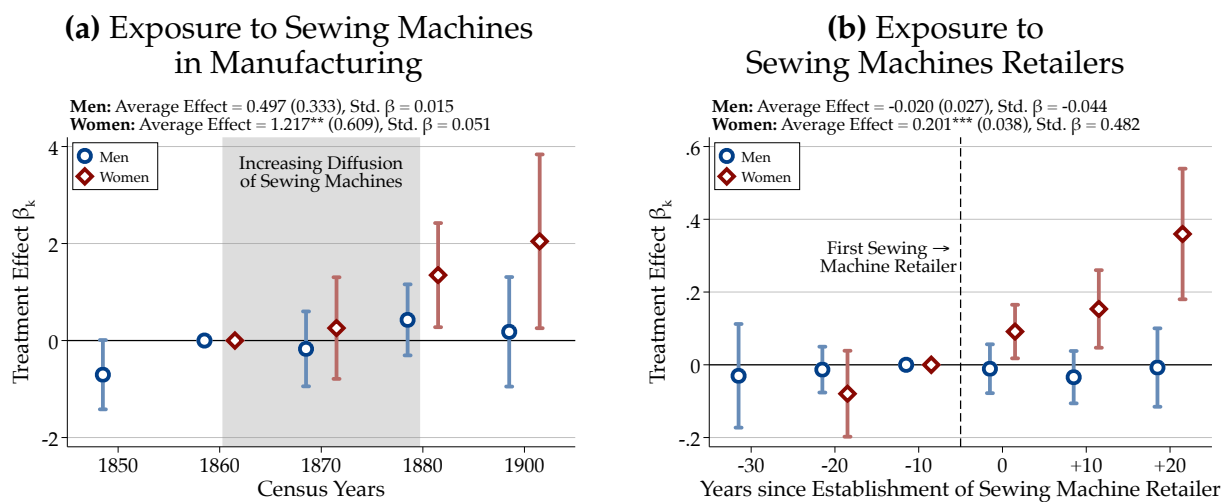 (a) Exposure to Sewing Machines
in Manufacturing
Men: Average Effect = 0.497 (0.333), Std. β = 0.015
Women: Average Effect = 1.217** (0.609), Std. β = 0.051
Treatment Effect βk
4
2
0
-2
Men
Women
Increasing Diffusion
of Sewing Machines
1850 1860 1870 1880 1900
Census Years
(b) Exposure to
Sewing Machines Retailers
Men: Average Effect = -0.020 (0.027), Std. β = -0.044
Women: Average Effect = 0.201*** (0.038), Std. β = 0.482
Treatment Effect βk
.6
.4
.2
0
-.2
Men
Women
First Sewing →
Machine Retailer
-30 -20 -10 0 +10 +20
Years since Establishment of Sewing Machine Retailer